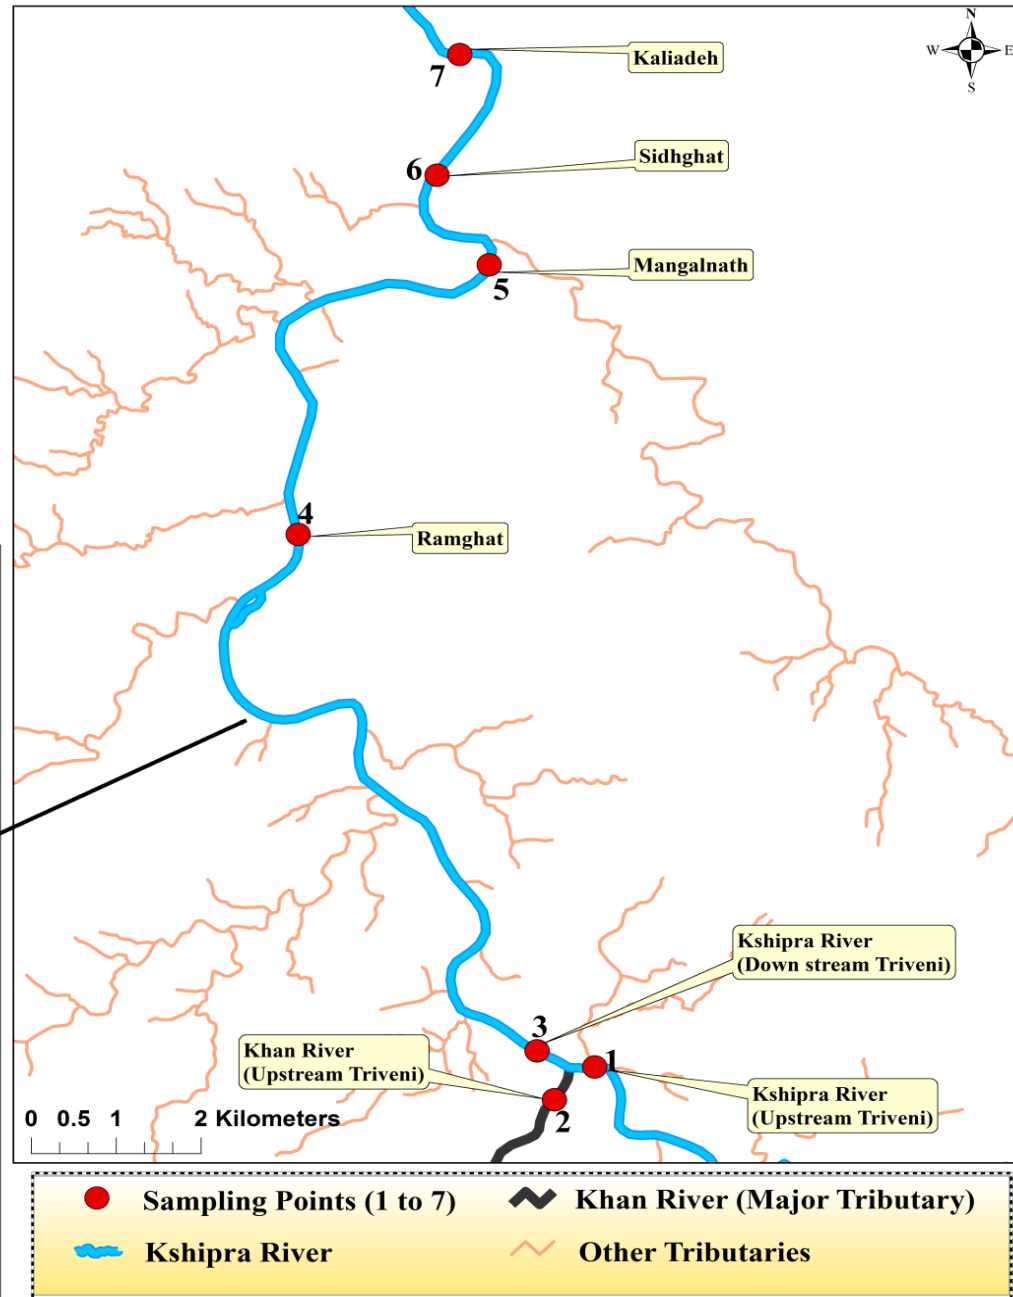 N
W E
S
Kaliadeh
7
Sidhghat
6
Mangalnath
5
4
Ramghat
Kshipra River
(Down stream Triveni)
3
Khan River
(Upstream Triveni)
1
Kshipra River
(Upstream Triveni)
2
0 0.5 1 2 Kilometers
Sampling Points (1 to 7)
Khan River (Major Tributary)
Kshipra River
Other Tributaries